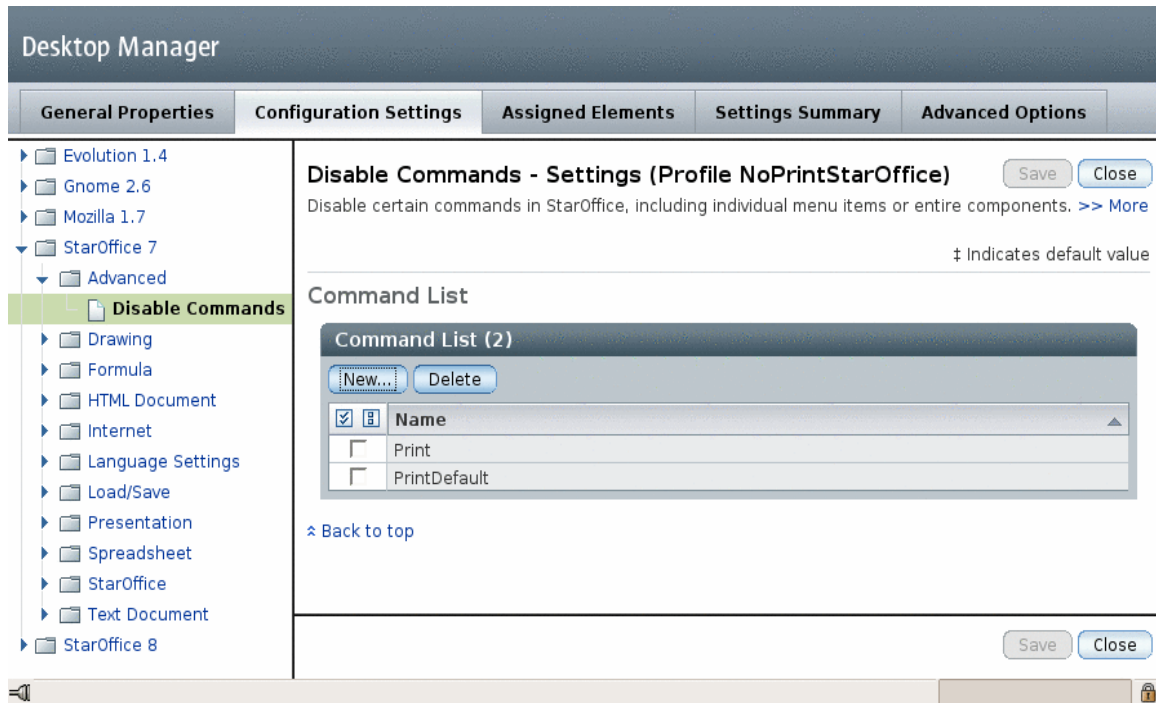 Desktop Manager
General Properties
Configuration Settings
Assigned Elements
Settings Summary
Advanced Options
Evolution 1.4
Gnome 2.6
Mozilla 1.7
StarOffice 7
Advanced
Disable Commands
Drawing
Formula
HTML Document
Internet
Language Settings
Load/Save
Presentation
Spreadsheet
StarOffice
Text Document
StarOffice 8
Disable Commands - Settings (Profile NoPrintStarOffice)
Save
Close
Disable certain commands in StarOffice, including individual menu items or entire components. >> More
‡ Indicates default value
Command List
Command List (2)
New...
Delete
Name
Print
PrintDefault
Back to top
Save
Close